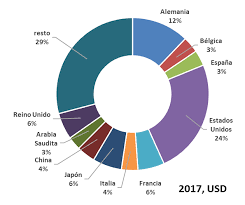 Alemania
12%
Bélgica
3%
España
3%
Estados
Unidos
24%
Francia
6%
Italia
4%
Japón
6%
China
4%
Arabia
Saudita
3%
Reino Unido
6%
resto
29%
2017, USD